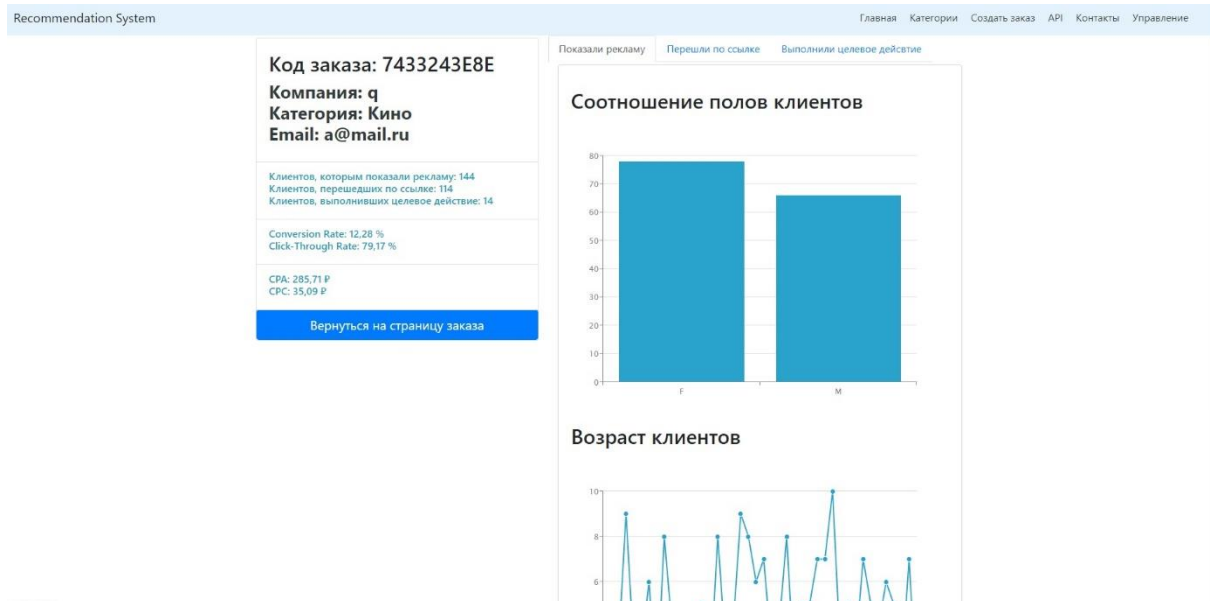 Recommendation System
Главная Категории Создать заказ API Контакты Управление
Код заказа: 7433243E8E
Компания: q
Категория: Кино
Email: a@mail.ru
Клиентов, которым показали рекламу: 144
Клиентов, перешедших по ссылке: 114
Клиентов, выполнивших целевое действие: 14
Conversion Rate: 12,28 %
Click-Through Rate: 79,17 %
CPA: 285,71 ₽
CPC: 35,09 ₽
Вернуться на страницу заказа
Показали рекламу Перешли по ссылке Выполнили целевое дейсвтие
Соотношение полов клиентов
80
70
60
50
40
30
20
10
0
F M
Возраст клиентов
10
8
6